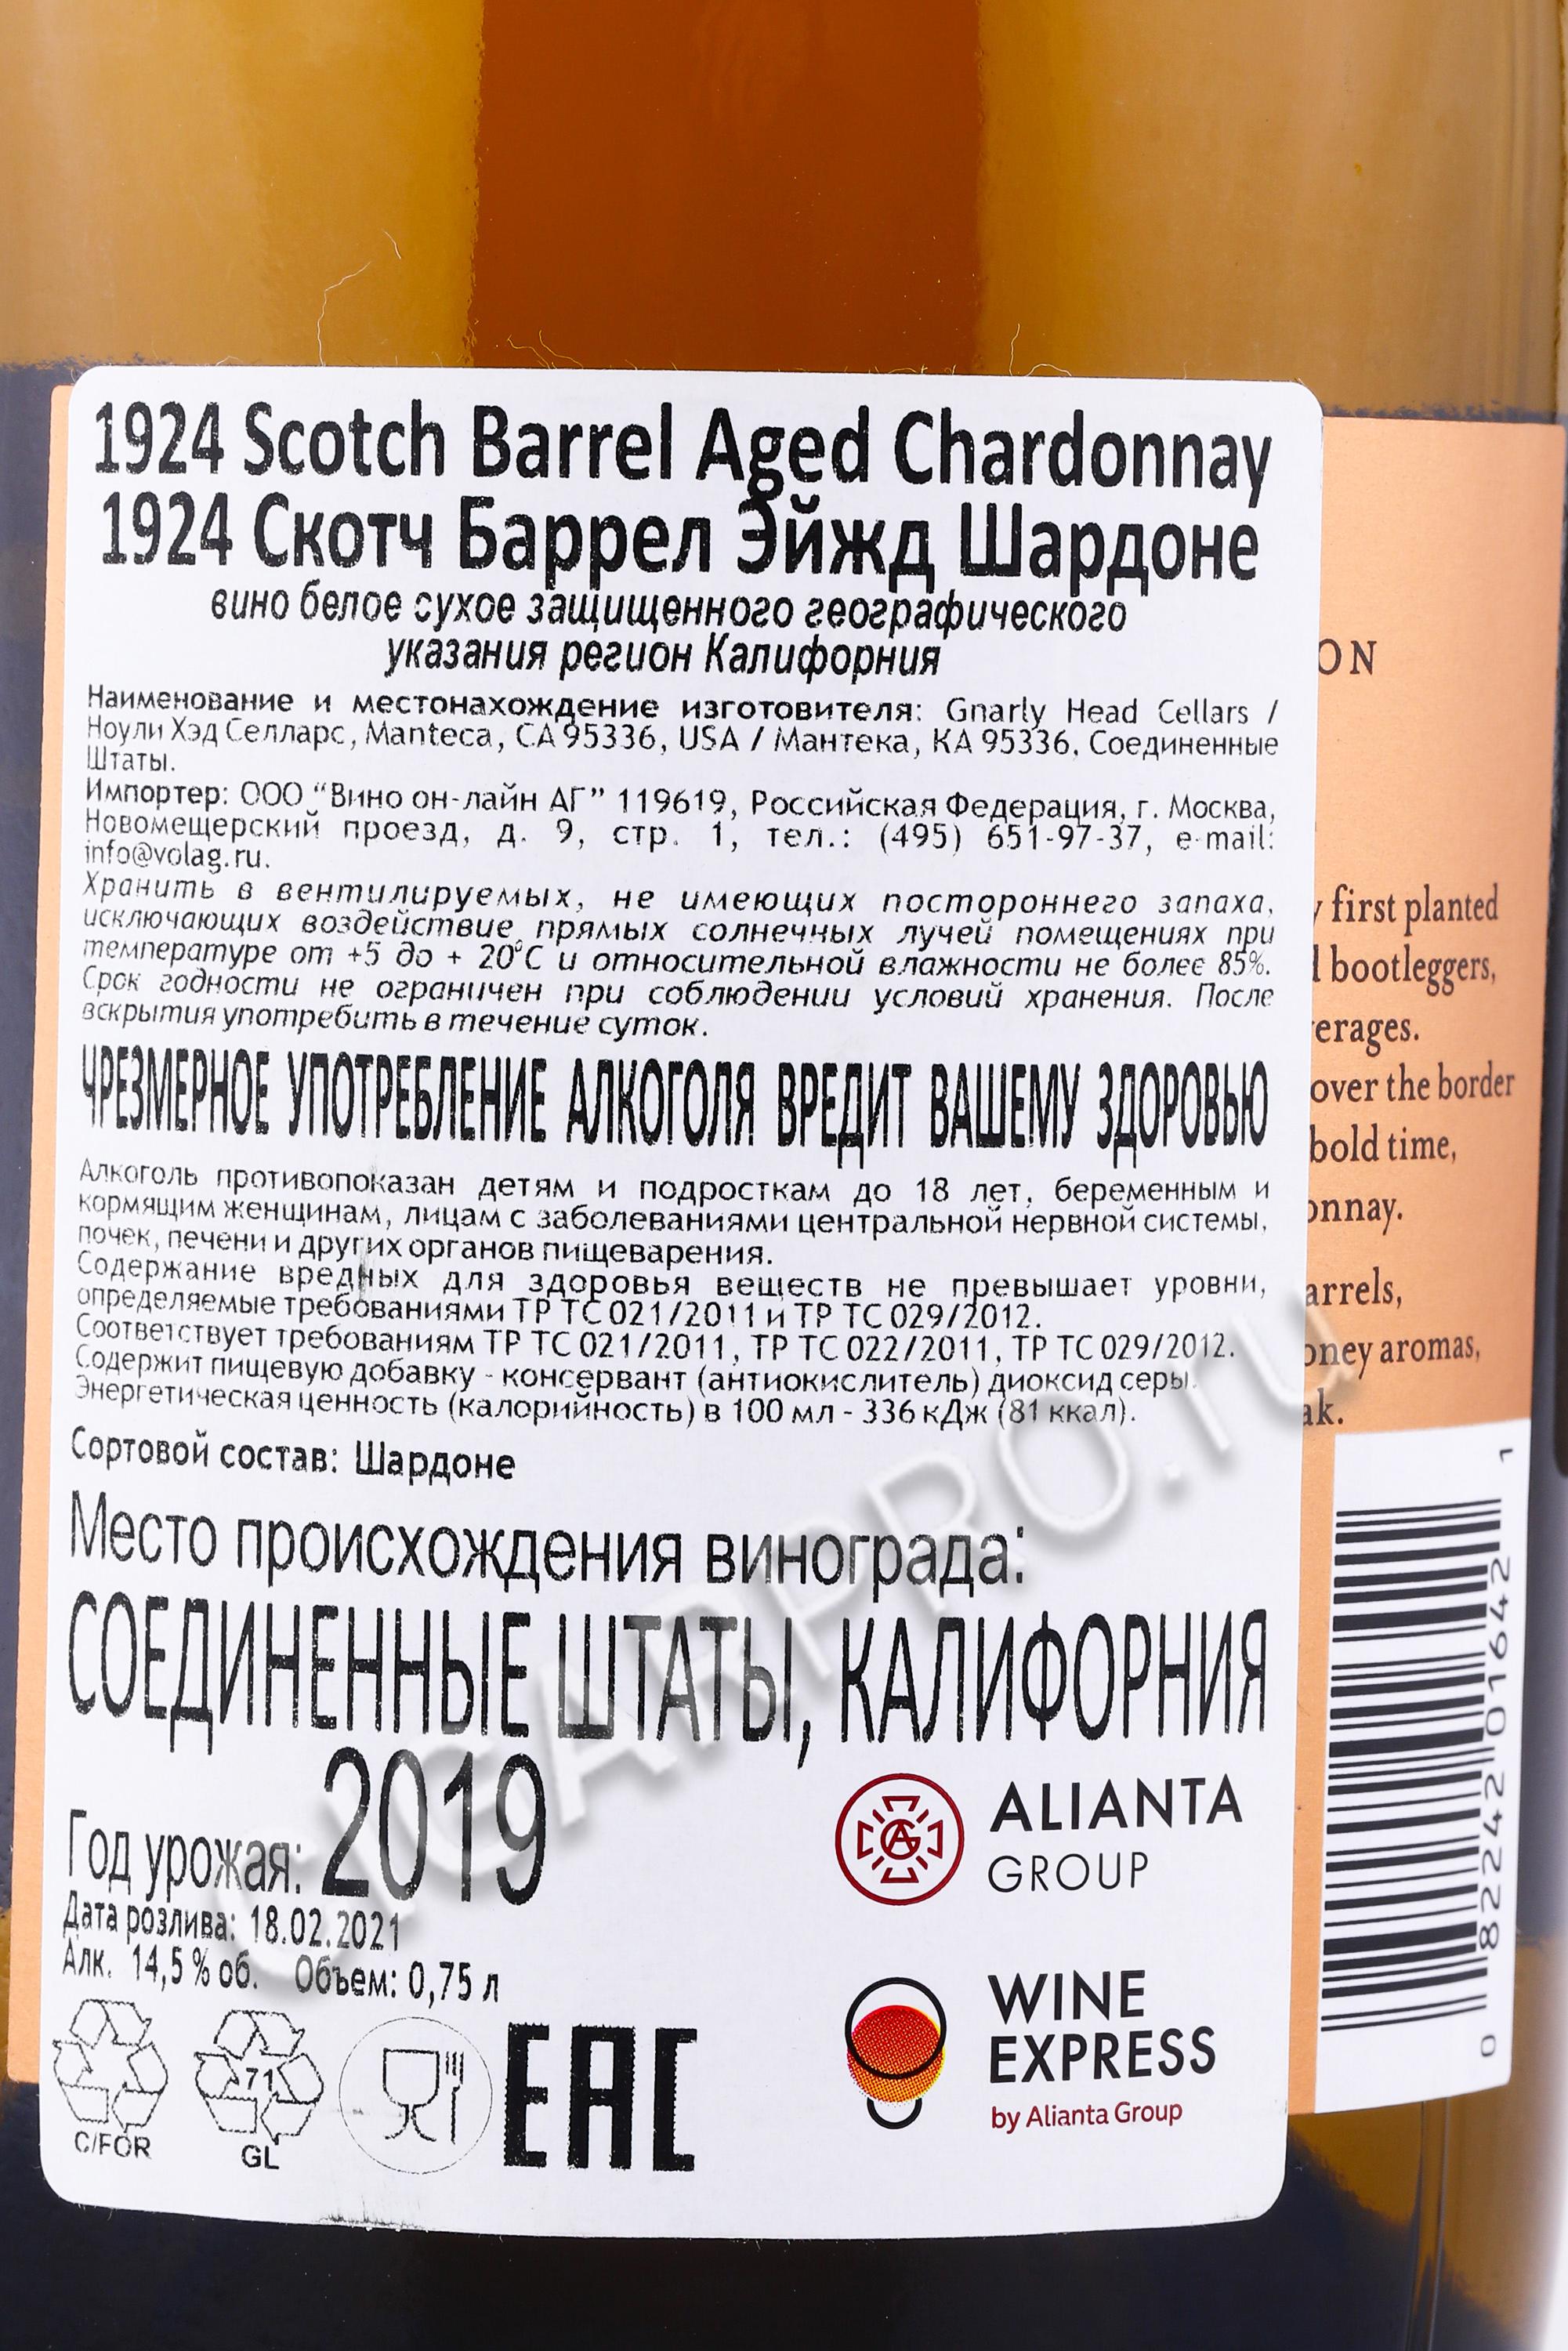 1924 Scotch Barrel Aged Chardonnay
1924 Скотч Баррел Эйжд Шардоне
вино белое сухое защищенного географического
указания регион Калифорния
Наименование и местонахождение изготовителя: Gnarly Head Cellars /
Ноули Хэд Селларс, Manteca, CA 95336, USA / Мантека, КА 95336, Соединенные
Штаты.
Импортер: ООО "Вино он-лайн АГ" 119619, Российская Федерация, г. Москва,
Новомещерский проезд, д. 9, стр. 1, тел.: (495) 651-97-37, e-mail:
info@volag.ru.
Хранить в вентилируемых, не имеющих постороннего запаха,
исключающих воздействие прямых солнечных лучей помещениях при
температуре от +5 до + 20°С и относительной влажности не более 85%.
Срок годности не ограничен при соблюдении условий хранения. После
вскрытия употребить в течение суток.
ЧРЕЗМЕРНОЕ УПОТРЕБЛЕНИЕ АЛКОГОЛЯ ВРЕДИТ ВАШЕМУ ЗДОРОВЬЮ
Алкоголь противопоказан детям и подросткам до 18 лет, беременным и
кормящим женщинам, лицам с заболеваниями центральной нервной системы,
почек, печени и других органов пищеварения.
Содержание вредных для здоровья веществ не превышает уровни,
определяемые требованиями ТР ТС 021/2011 и ТР ТС 029/2012.
Соответствует требованиям ТР ТС 021/2011, ТР ТС 022/2011, ТР ТС 029/2012.
Содержит пищевую добавку - консервант (антиокислитель) диоксид серы.
Энергетическая ценность (калорийность) в 100 мл - 336 кДж (81 ккал).
Сортовой состав: Шардоне
Место происхождения винограда:
СОЕДИНЕННЫЕ ШТАТЫ, КАЛИФОРНИЯ
Год урожая: 2019
Дата розлива: 18.02.2021
Алк. 14,5 % об. Объем: 0,75 л
C/FOR
71
GL
EAC
ALIANTA
GROUP
WINE
EXPRESS
by Alianta Group
ON
y first planted
l bootleggers,
erages.
over the border
bold time,
onnay.
arrels,
oney aromas,
ak.
0 82242 01642 1
CIGARPRO.ru